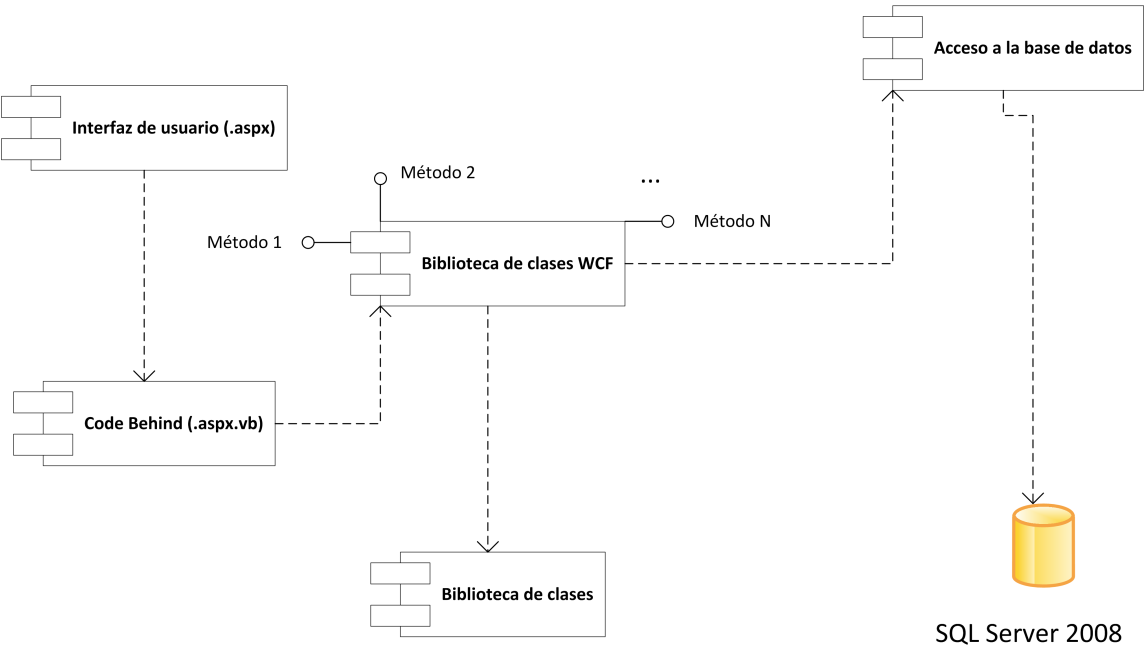 Acceso a la base de datos
Interfaz de usuario (.aspx)
Método 2
...
Método 1
Método N
Biblioteca de clases WCF
Code Behind (.aspx.vb)
Biblioteca de clases
SQL Server 2008